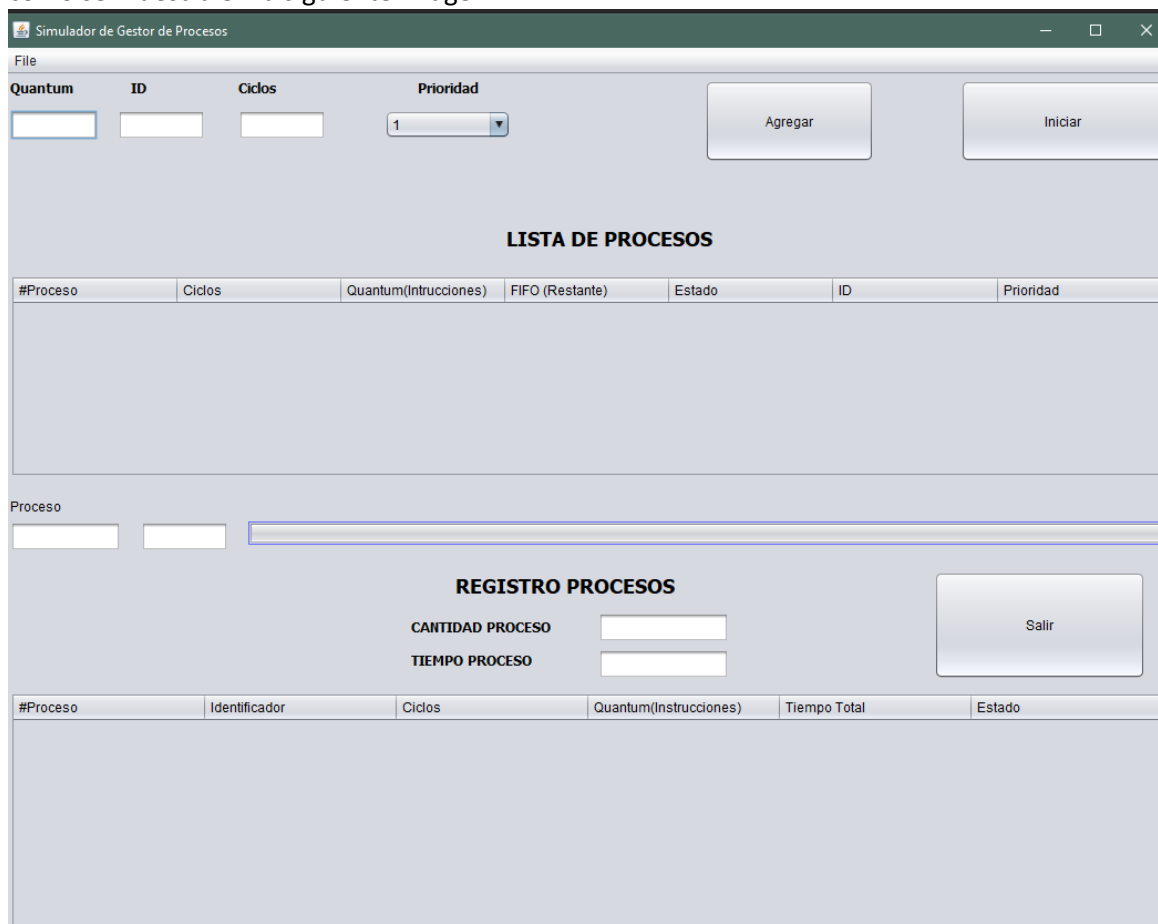 Simulador de Gestor de Procesos
File
Quantum ID Ciclos Prioridad
1
Agregar
Iniciar
LISTA DE PROCESOS
#Proceso Ciclos Quantum(Intrucciones) FIFO (Restante) Estado ID Prioridad
Proceso
REGISTRO PROCESOS
CANTIDAD PROCESO
Salir
TIEMPO PROCESO
#Proceso Identificador Ciclos Quantum(Instrucciones) Tiempo Total Estado